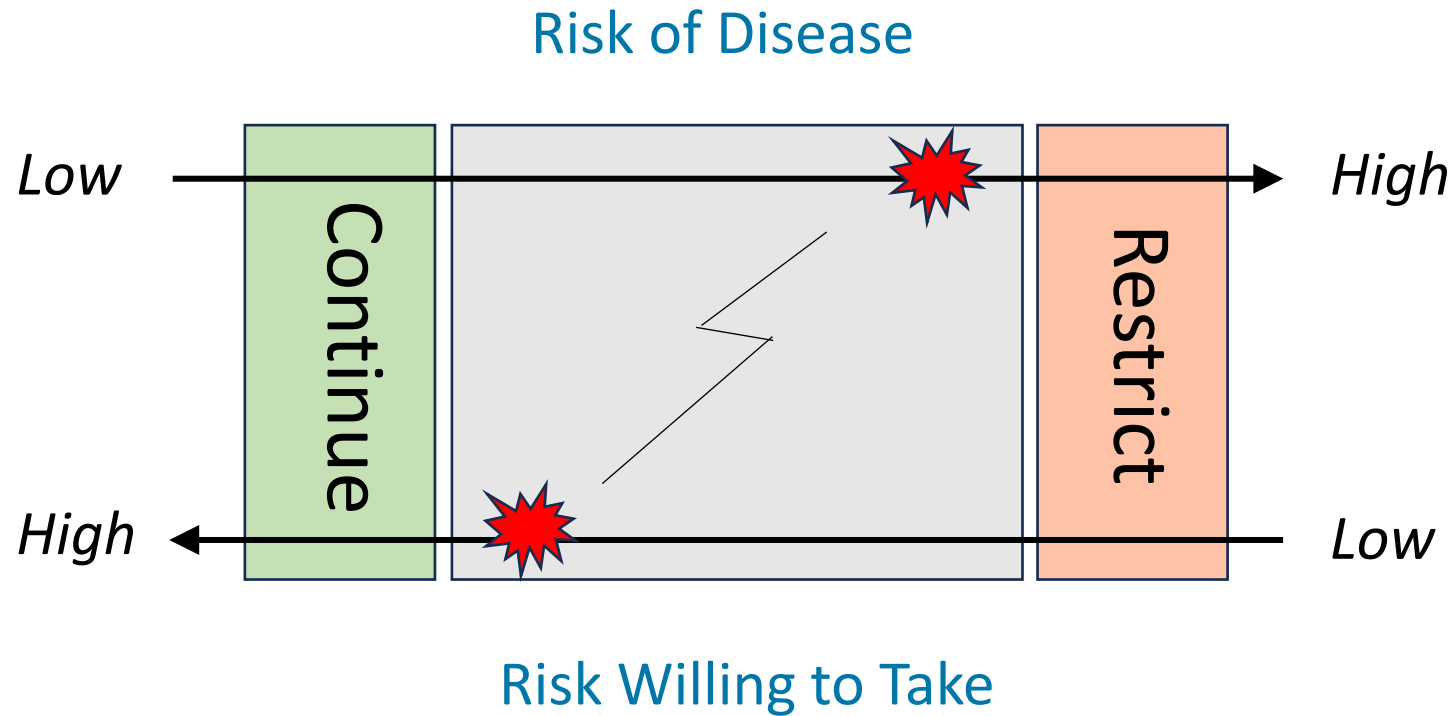 Risk of Disease
Low
High
Continue
Restrict
High
Low
Risk Willing to Take